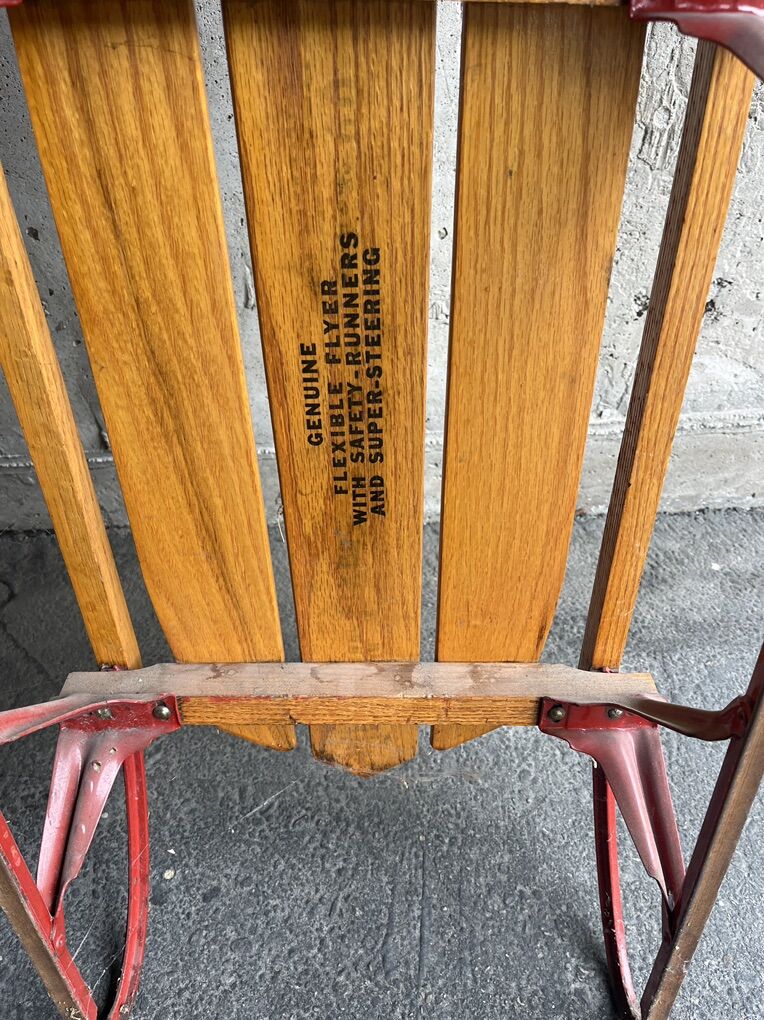 GENUINE
FLEXIBLE FLYER
WITH SAFETY-RUNNERS
AND SUPER-STEERING